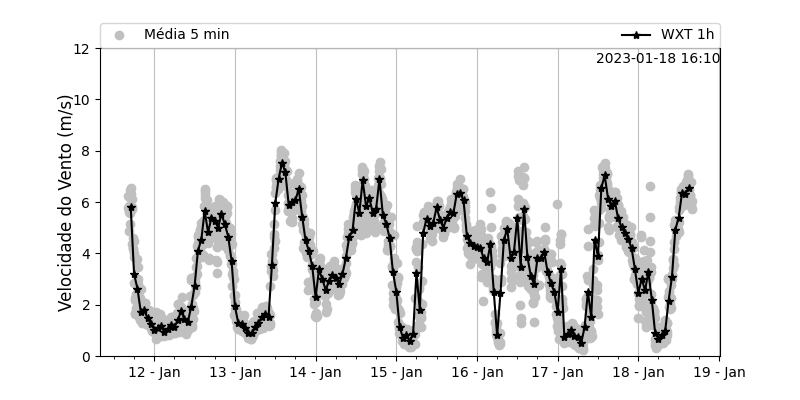 Média 5 min
WXT 1h
2023-01-18 16:10
Velocidade do Vento (m/s)
12
10
8
6
4
2
0
12 - Jan
13 - Jan
14 - Jan
15 - Jan
16 - Jan
17 - Jan
18 - Jan
19 - Jan